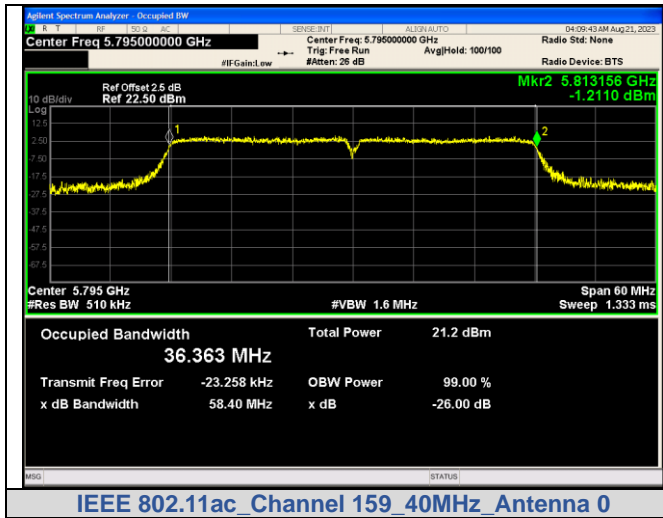 Agilent Spectrum Analyzer - Occupied BW
R T RF 50 Ω AC SENSE:INT ALIGN AUTO 04:09:43 AM Aug 21, 2023
Center Freq 5.795000000 GHz Center Freq: 5.795000000 GHz Radio Std: None
Trig: Free Run Avg|Hold: 100/100
#IFGain:Low #Atten: 26 dB Radio Device: BTS
Mkr2 5.813156 GHz
-1.2110 dBm
Ref Offset 2.5 dB
10 dB/div Ref 22.50 dBm
Log
12.5
2.50
-7.50
-17.5
-27.5
-37.5
-47.5
-57.5
-67.5
1
2
Center 5.795 GHz Span 60 MHz
#Res BW 510 kHz #VBW 1.6 MHz Sweep 1.333 ms
Occupied Bandwidth Total Power 21.2 dBm
36.363 MHz
Transmit Freq Error -23.258 kHz OBW Power 99.00 %
x dB Bandwidth 58.40 MHz x dB -26.00 dB
MSG STATUS
IEEE 802.11ac_Channel 159_40MHz_Antenna 0